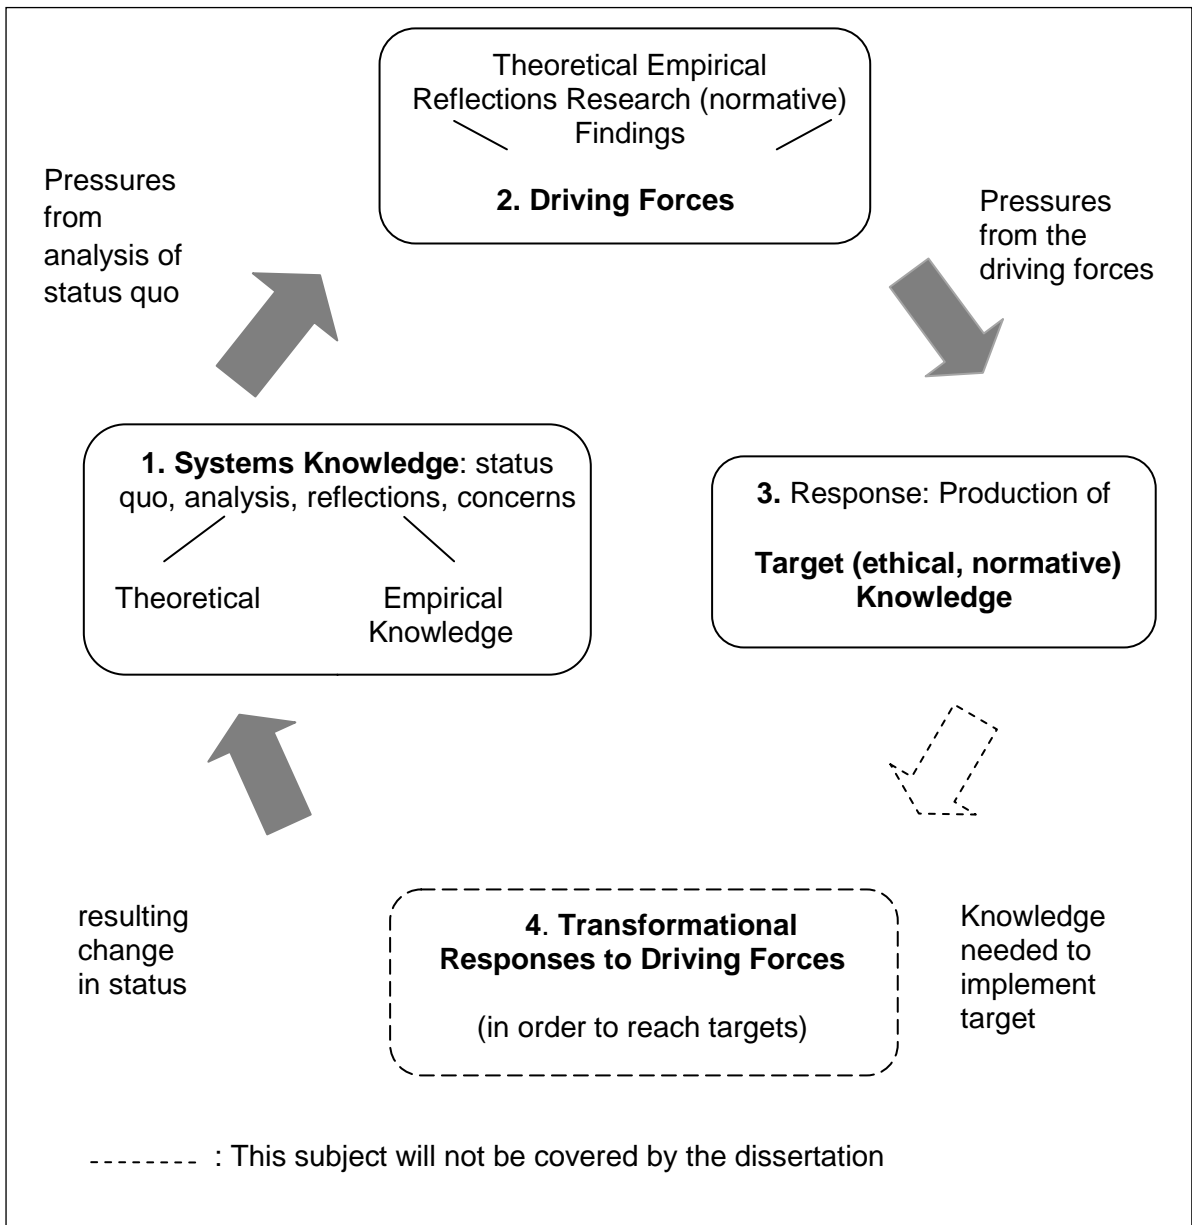 Theoretical Empirical
Reflections Research (normative)
Findings
2. Driving Forces
Pressures
from
analysis of
status quo
Pressures
from the
driving forces
1. Systems Knowledge: status
quo, analysis, reflections, concerns
Theoretical
Empirical
Knowledge
3. Response: Production of
Target (ethical, normative)
Knowledge
resulting
change
in status
4. Transformational
Responses to Driving Forces
(in order to reach targets)
Knowledge
needed to
implement
target
: This subject will not be covered by the dissertation